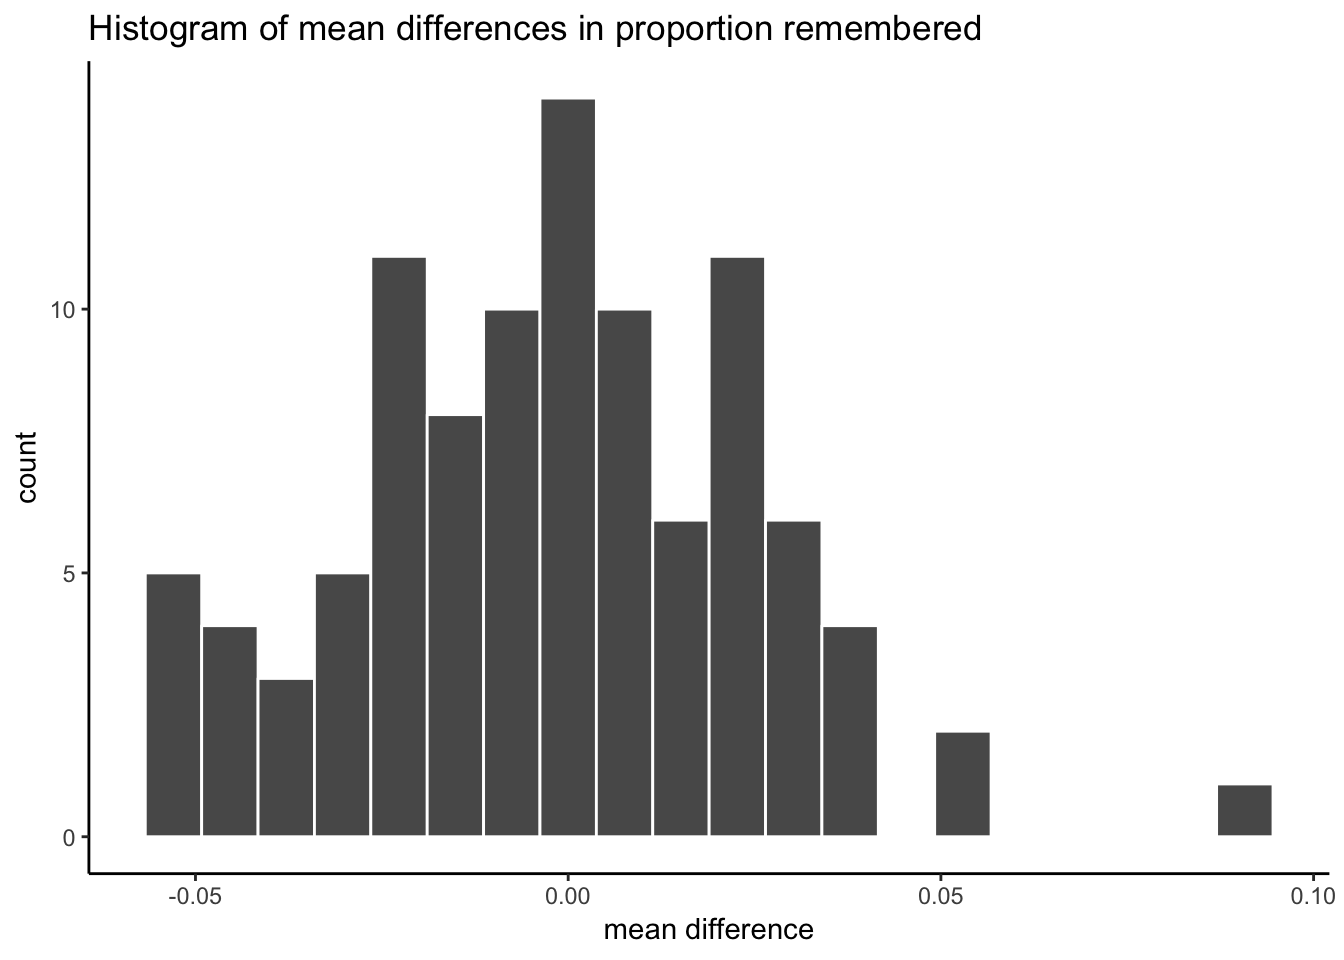 Histogram of mean differences in proportion remembered
10
5
0
count
-0.05 0.00 0.05 0.10
mean difference